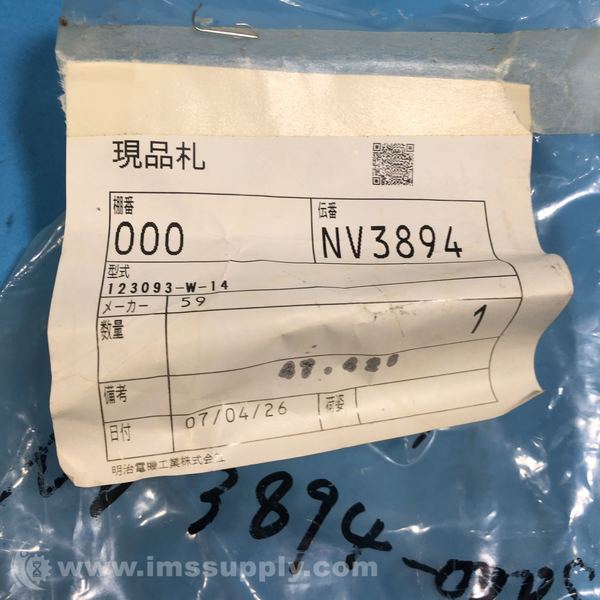 現品札
棚番 伝番
000 NV3894
型式
123093-W-14
メーカー 59
数量 1
備考
日付 07/04/26 荷姿
明治電機工業株式会社
3894-
www.imssupply.com